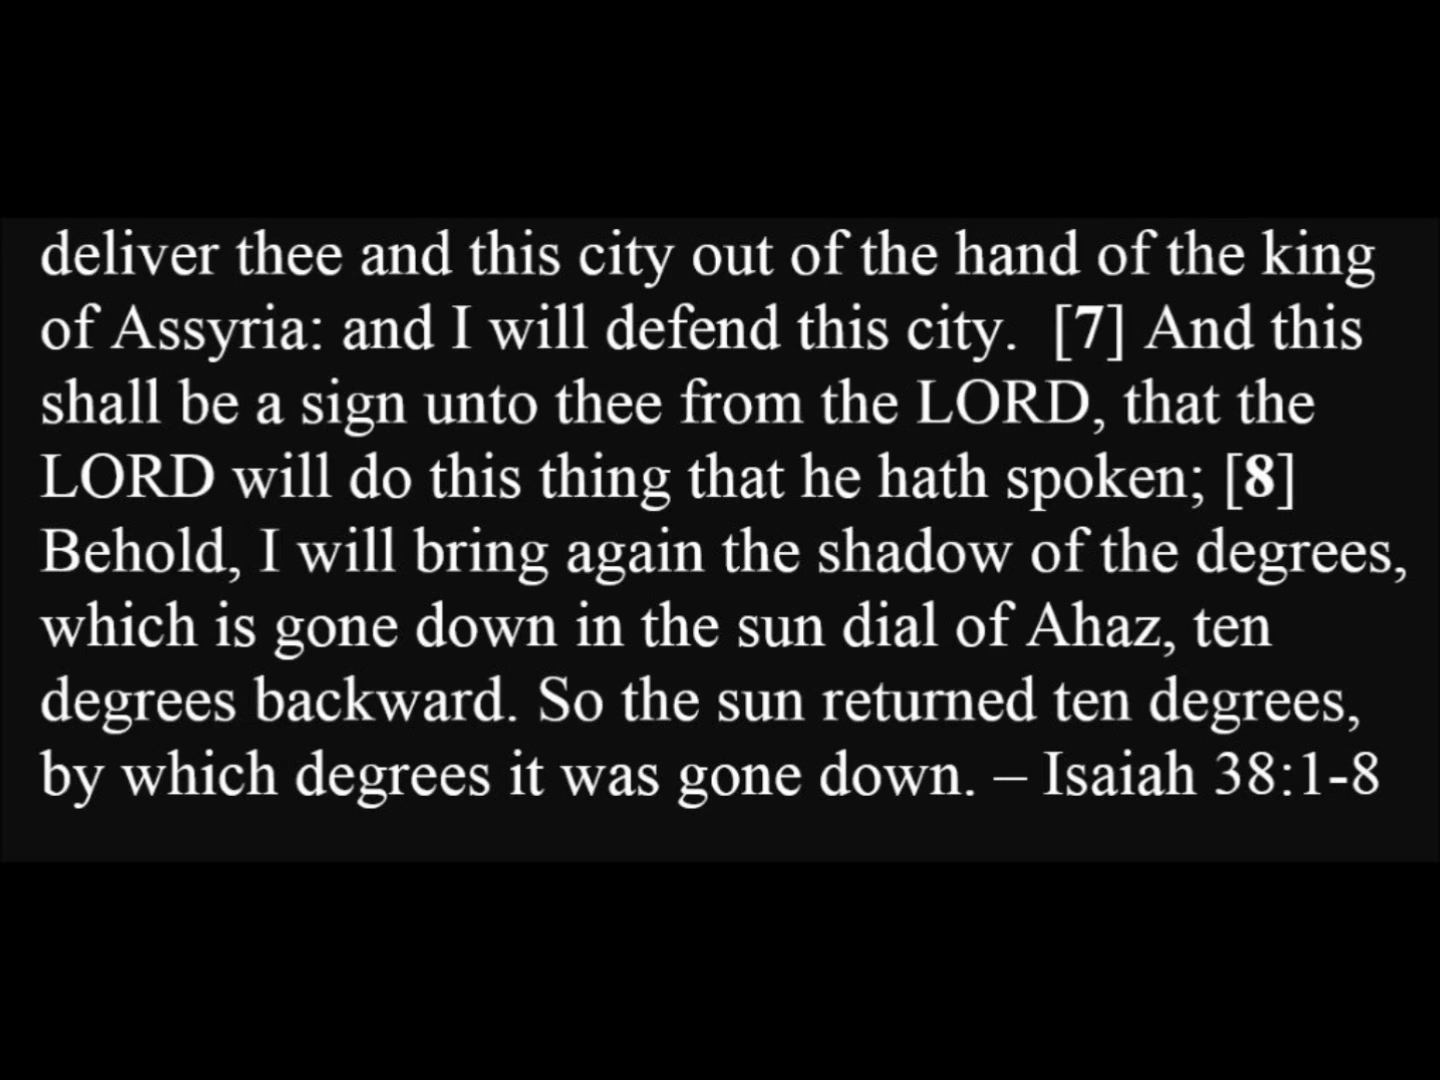 deliver thee and this city out of the hand of the king
of Assyria: and I will defend this city.  [7] And this
shall be a sign unto thee from the LORD, that the
LORD will do this thing that he hath spoken; [8]
Behold, I will bring again the shadow of the degrees,
which is gone down in the sun dial of Ahaz, ten
degrees backward. So the sun returned ten degrees,
by which degrees it was gone down. – Isaiah 38:1-8